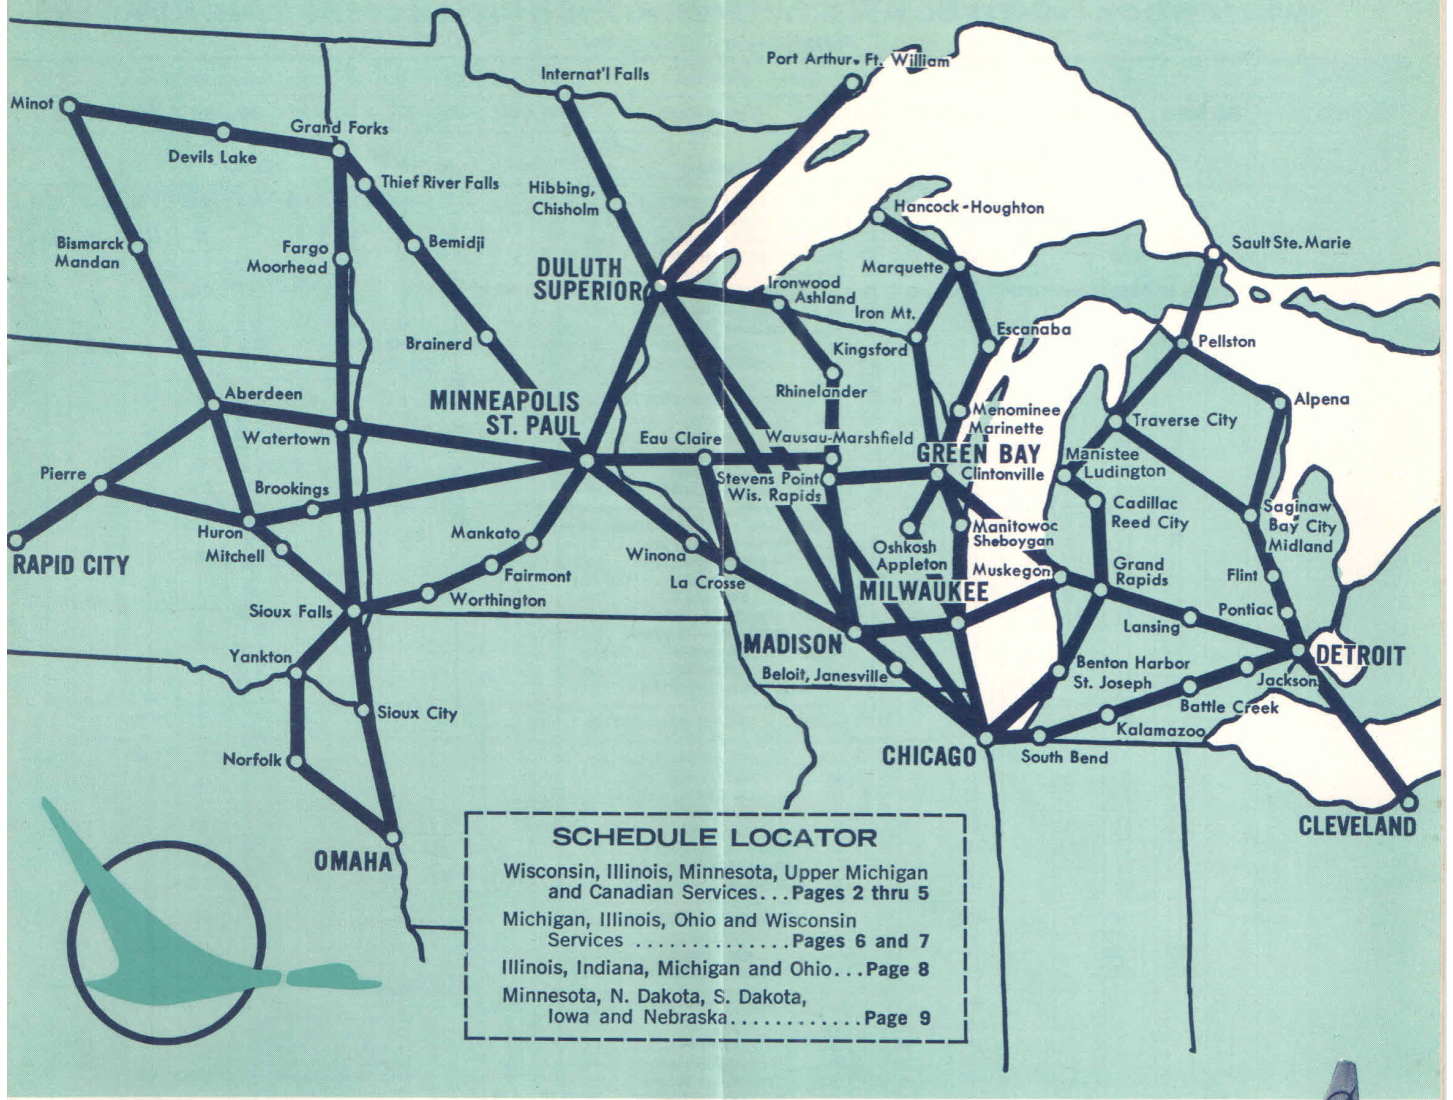 Port Arthur • Ft. William
Internat'l Falls
Minot
Grand Forks
Devils Lake
Thief River Falls
Hibbing,
Chisholm
Hancock-Houghton
Bismarck
Mandan
Fargo
Moorhead
Bemidji
Sault Ste. Marie
DULUTH
SUPERIOR
Marquette
Ironwood
Ashland
Iron Mt.
Kingsford
Escanaba
Brainerd
Pellston
Rhinelander
Aberdeen
MINNEAPOLIS
ST. PAUL
Menominee
Marinette
Alpena
Traverse City
Watertown
Eau Claire
Wausau-Marshfield
GREEN BAY
Clintonville
Manistee
Ludington
Pierre
Brookings
Stevens Point
Wis. Rapids
Cadillac
Reed City
Saginaw
Bay City
Midland
Huron
Mitchell
Mankato
Winona
Oshkosh
Appleton
Manitowoc
Sheboygan
RAPID CITY
Fairmont
La Crosse
Muskegon
Grand
Rapids
Flint
MILWAUKEE
Worthington
Sioux Falls
Pontiac
Lansing
MADISON
DETROIT
Yankton
Beloit, Janesville
Benton Harbor
St. Joseph
Jackson
Battle Creek
Sioux City
Kalamazoo
Norfolk
CHICAGO
South Bend
CLEVELAND
OMAHA
SCHEDULE LOCATOR
Wisconsin, Illinois, Minnesota, Upper Michigan
and Canadian Services...Pages 2 thru 5
Michigan, Illinois, Ohio and Wisconsin
Services ..............Pages 6 and 7
Illinois, Indiana, Michigan and Ohio...Page 8
Minnesota, N. Dakota, S. Dakota,
Iowa and Nebraska............Page 9